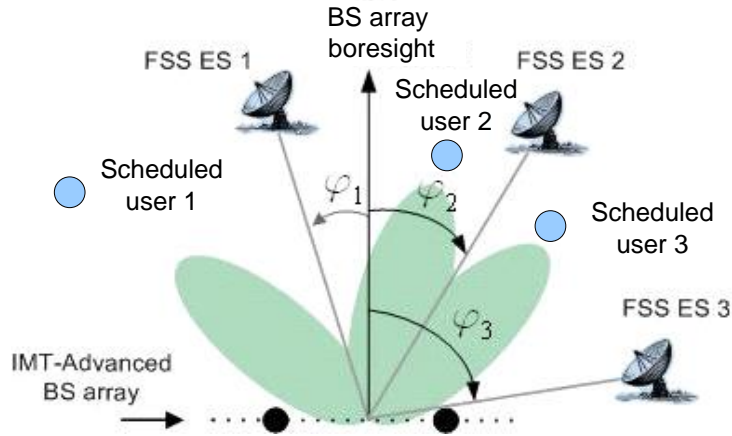 BS array
boresight
FSS ES 1
FSS ES 2
Scheduled
user 2
Scheduled
user 1
φ1
φ2
Scheduled
user 3
φ3
FSS ES 3
IMT-Advanced
BS array